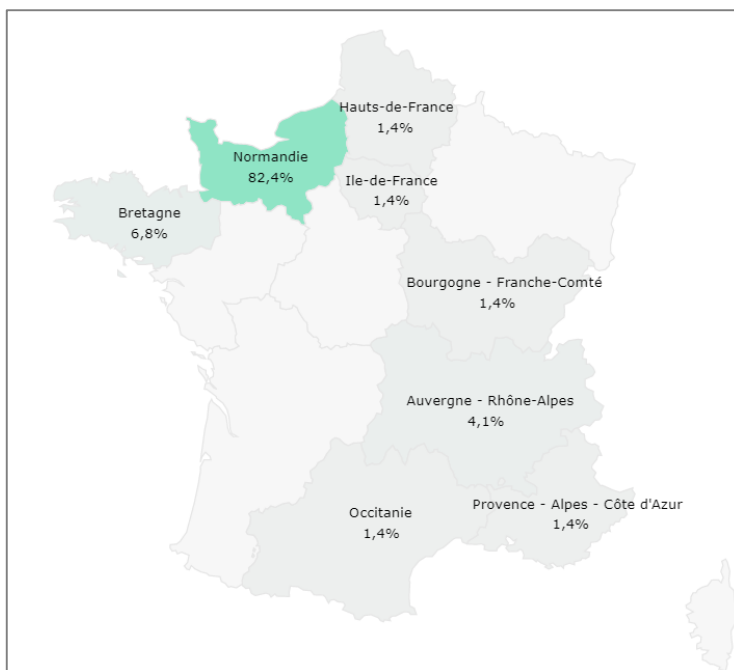 Hauts-de-France
1,4%
Normandie
82,4%
Ile-de-France
1,4%
Bretagne
6,8%
Bourgogne - Franche-Comté
1,4%
Auvergne - Rhône-Alpes
4,1%
Provence - Alpes - Côte d'Azur
1,4%
Occitanie
1,4%